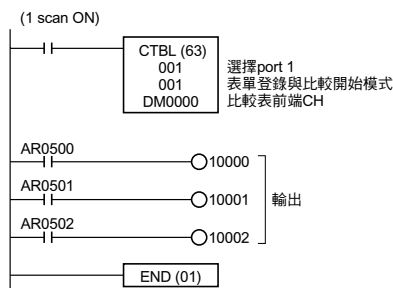 (1 scan ON)
CTBL (63)
001 選擇port 1
001 表單登錄與比較開始模式
DM0000 比較表前端CH
AR0500
10000
AR0501
10001 輸出
AR0502
10002
END (01)